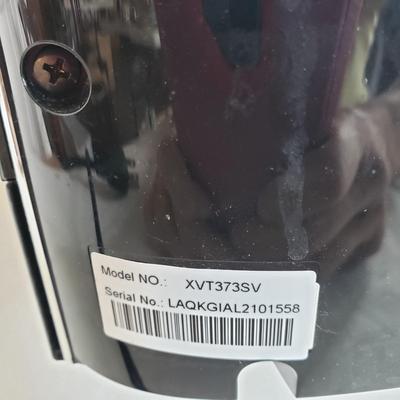 Model NO.: XVT373SV
Serial No.: LAQKGIAL2101558